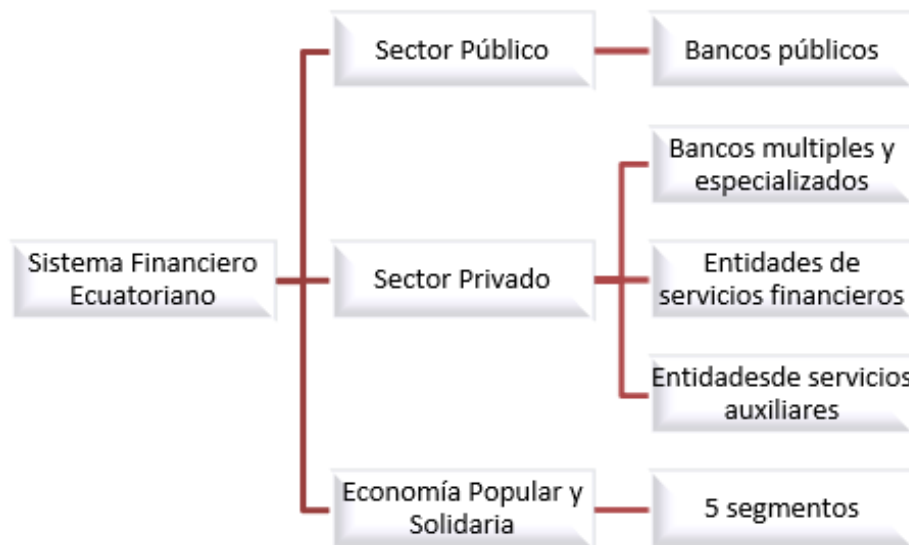 Sector Público
Bancos públicos
Bancos multiples y
especializados
Sistema Financiero
Ecuatoriano
Sector Privado
Entidades de
servicios financieros
Entidadesde servicios
auxiliares
Economía Popular y
Solidaria
5 segmentos